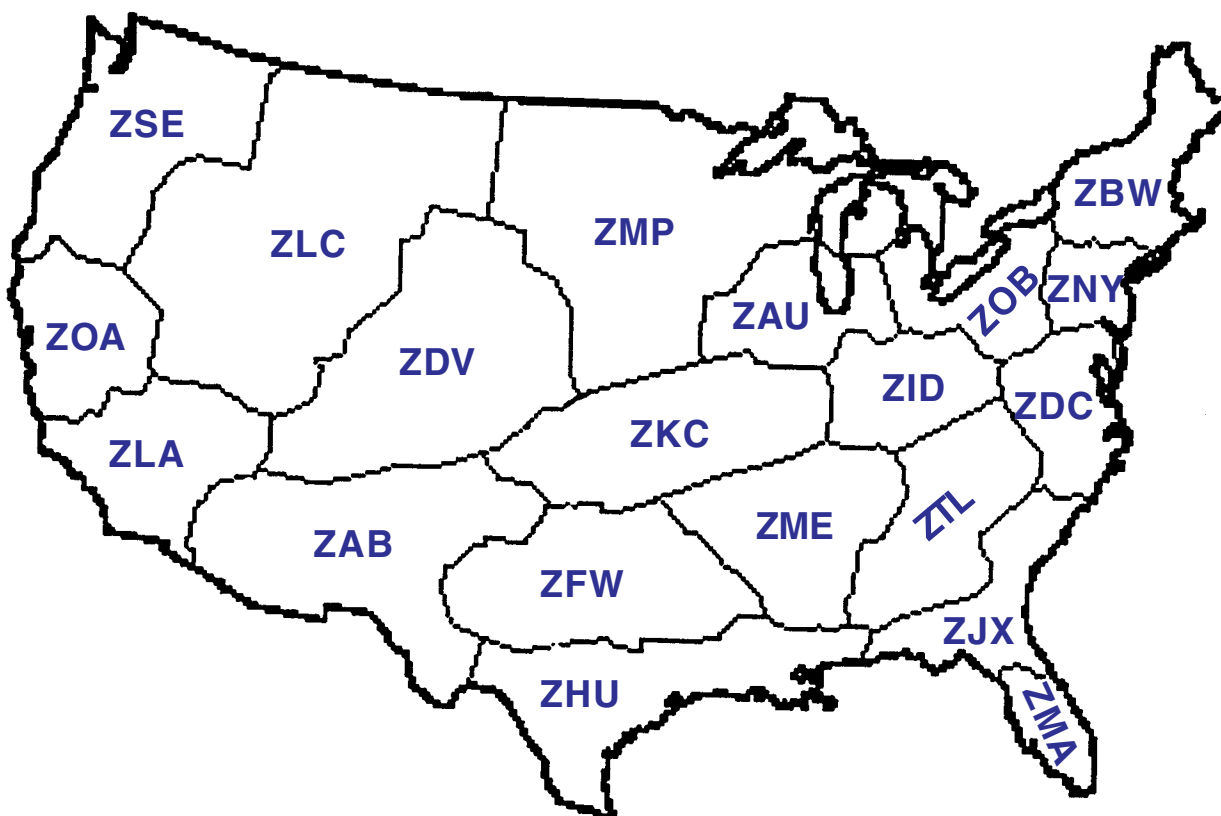 ZSE
ZBW
ZMP
ZLC
ZNY
ZOB
ZAU
ZOA
ZDV
ZID
ZDC
ZKC
ZLA
ZTL
ZME
ZAB
ZFW
ZJX
ZHU
ZMA